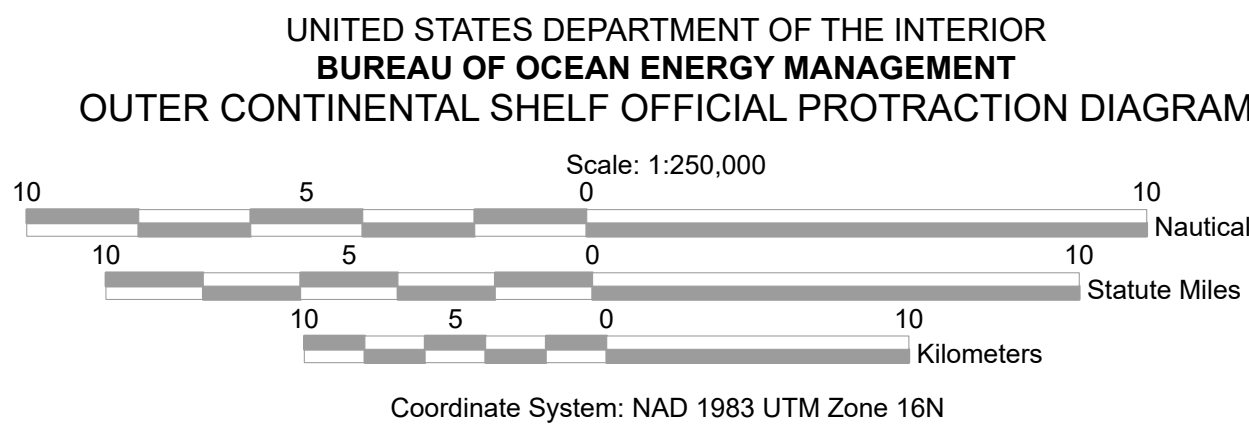 UNITED STATES DEPARTMENT OF THE INTERIOR
BUREAU OF OCEAN ENERGY MANAGEMENT
OUTER CONTINENTAL SHELF OFFICIAL PROTRACTION DIAGRAM
Scale: 1:250,000
10 5 0 10
Nautical
10 5 0 10
Statute Miles
10 5 0 10
Kilometers
Coordinate System: NAD 1983 UTM Zone 16N